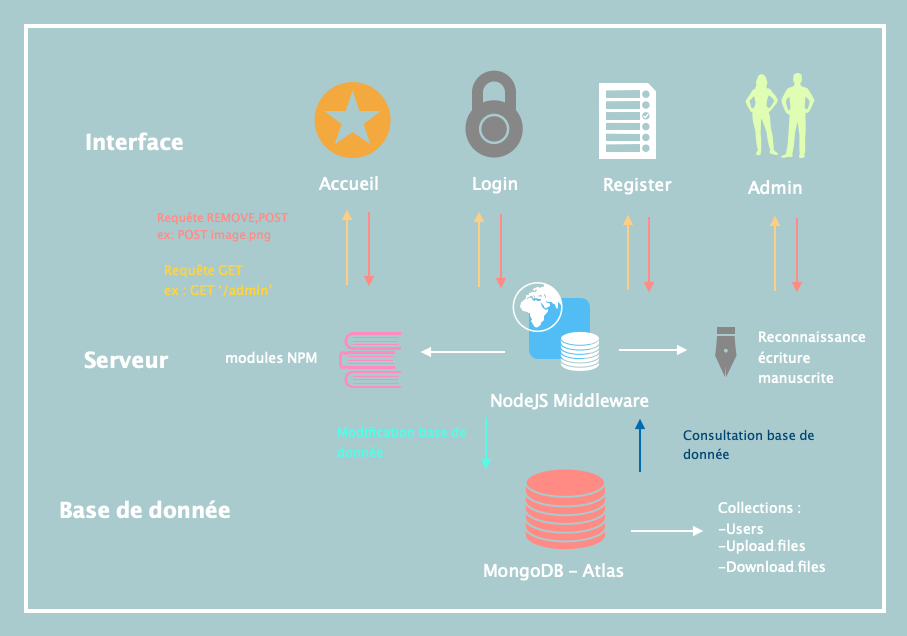 Interface
Accueil
Login
Register
Admin
Requête REMOVE,POST
ex: POST image.png
Requête GET
ex : GET '/admin'
Serveur
modules NPM
NodeJS Middleware
Reconnaissance
écriture
manuscrite
Modification base de
donnée
Consultation base de
donnée
Base de donnée
MongoDB - Atlas
Collections :
-Users
-Upload.files
-Download.files